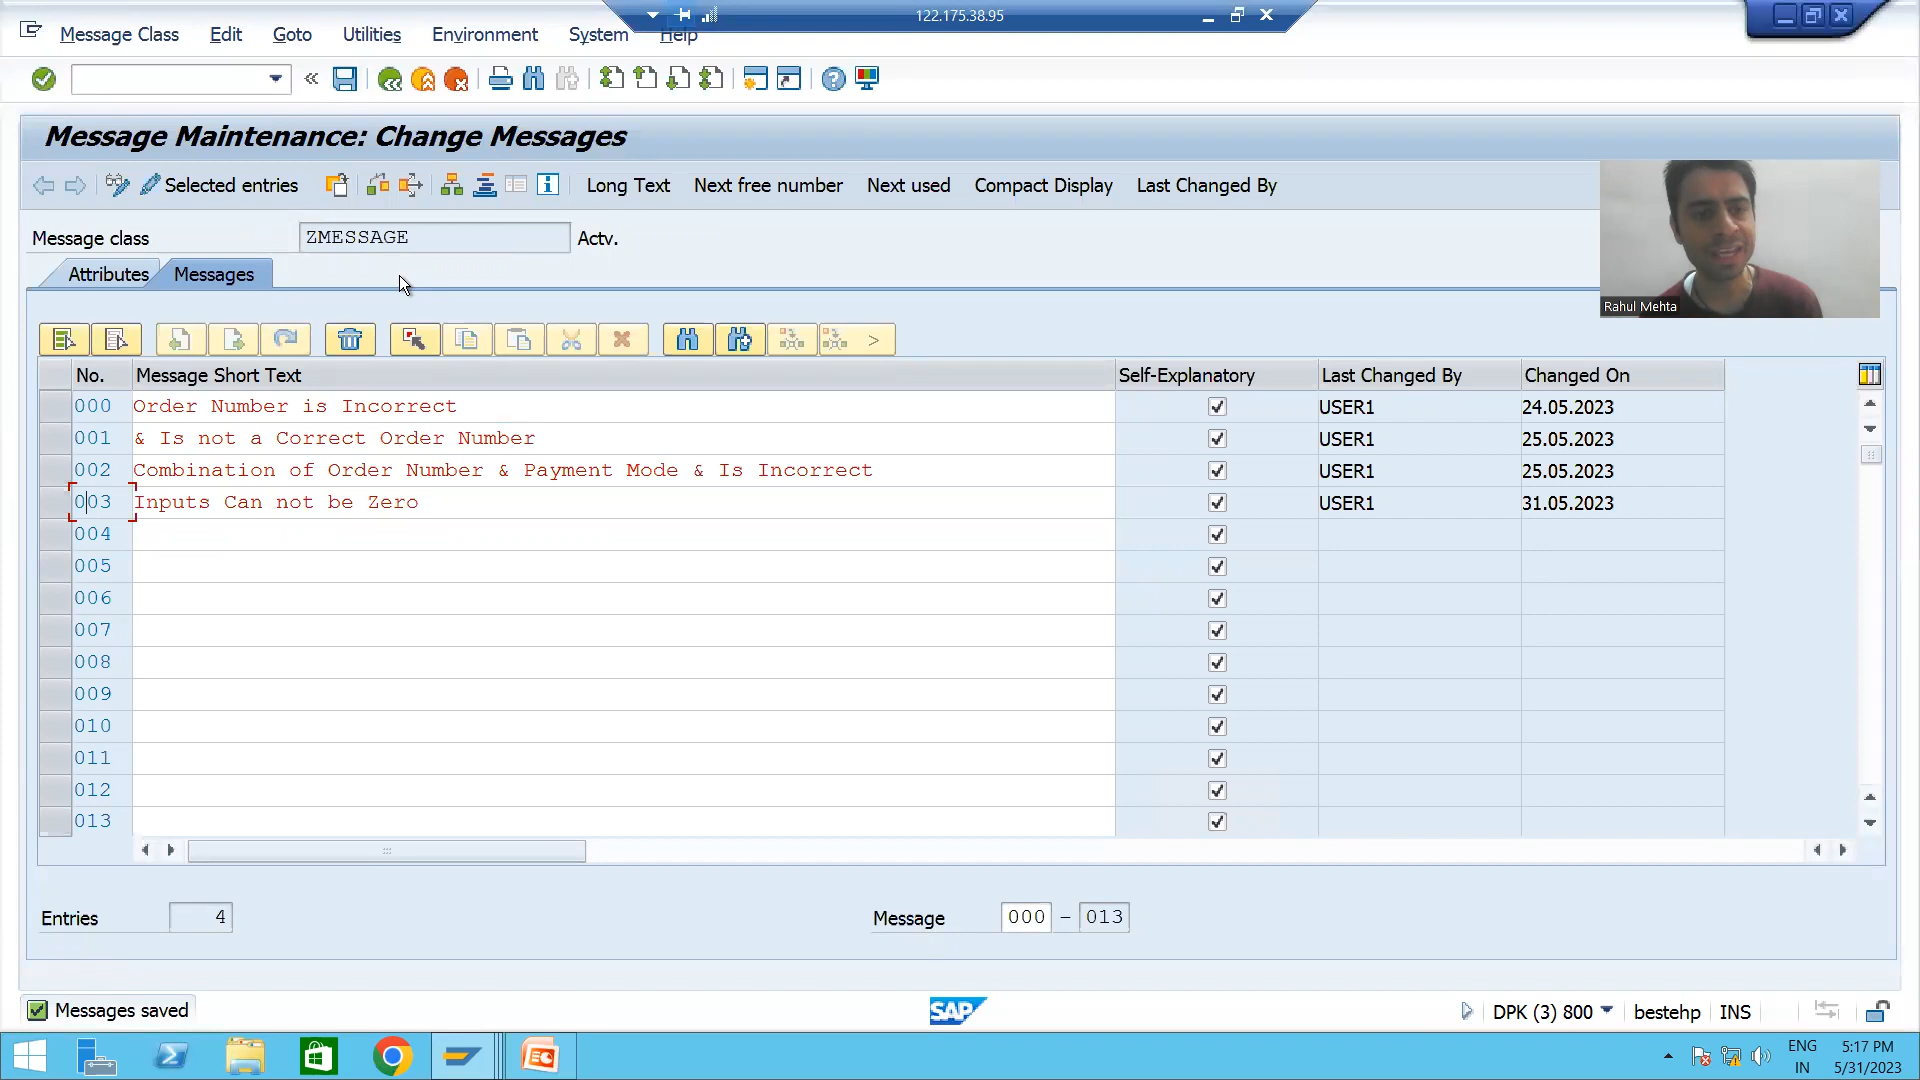 122.175.38.95
Message Class Edit Goto Utilities Environment System Help
Message Maintenance: Change Messages
Selected entries Long Text Next free number Next used Compact Display Last Changed By
Message class ZMESSAGE Actv.
Attributes Messages
Rahul Mehta
No. Message Short Text Self-Explanatory Last Changed By Changed On
000 Order Number is Incorrect USER1 24.05.2023
001 & Is not a Correct Order Number USER1 25.05.2023
002 Combination of Order Number & Payment Mode & Is Incorrect USER1 25.05.2023
003 Inputs Can not be Zero USER1 31.05.2023
004
005
006
007
008
009
010
011
012
013
Entries 4 Message 000 - 013
Messages saved SAP DPK (3) 800 bestehp INS
ENG 5:17 PM
IN 5/31/2023